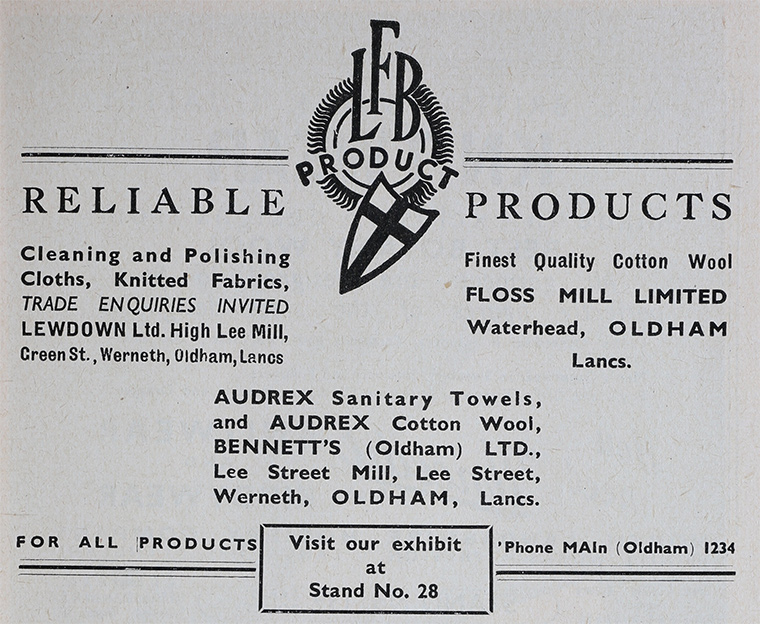 LFB
PRODUCT
RELIABLE PRODUCTS
Cleaning and Polishing
Cloths, Knitted Fabrics,
TRADE ENQUIRIES INVITED
LEWDOWN Ltd. High Lee Mill,
Green St., Werneth, Oldham, Lancs
Finest Quality Cotton Wool
FLOSS MILL LIMITED
Waterhead, OLDHAM
Lancs.
AUDREX Sanitary Towels,
and AUDREX Cotton Wool,
BENNETT'S (Oldham) LTD.,
Lee Street Mill, Lee Street,
Werneth, OLDHAM, Lancs.
FOR ALL PRODUCTS
Visit our exhibit
at
Stand No. 28
'Phone MAIn (Oldham) 1234